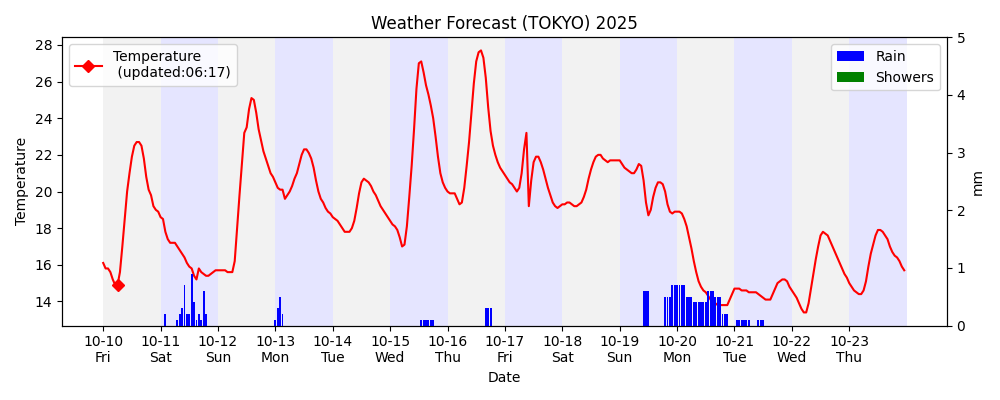 Weather Forecast (TOKYO) 2025
Temperature
(updated:06:17)
Rain
Showers
28
26
24
22
20
18
16
14
Temperature
5
4
3
2
1
0
mm
10-10 10-11 10-12 10-13 10-14 10-15 10-16 10-17 10-18 10-19 10-20 10-21 10-22 10-23
Fri Sat Sun Mon Tue Wed Thu Fri Sat Sun Mon Tue Wed Thu
Date